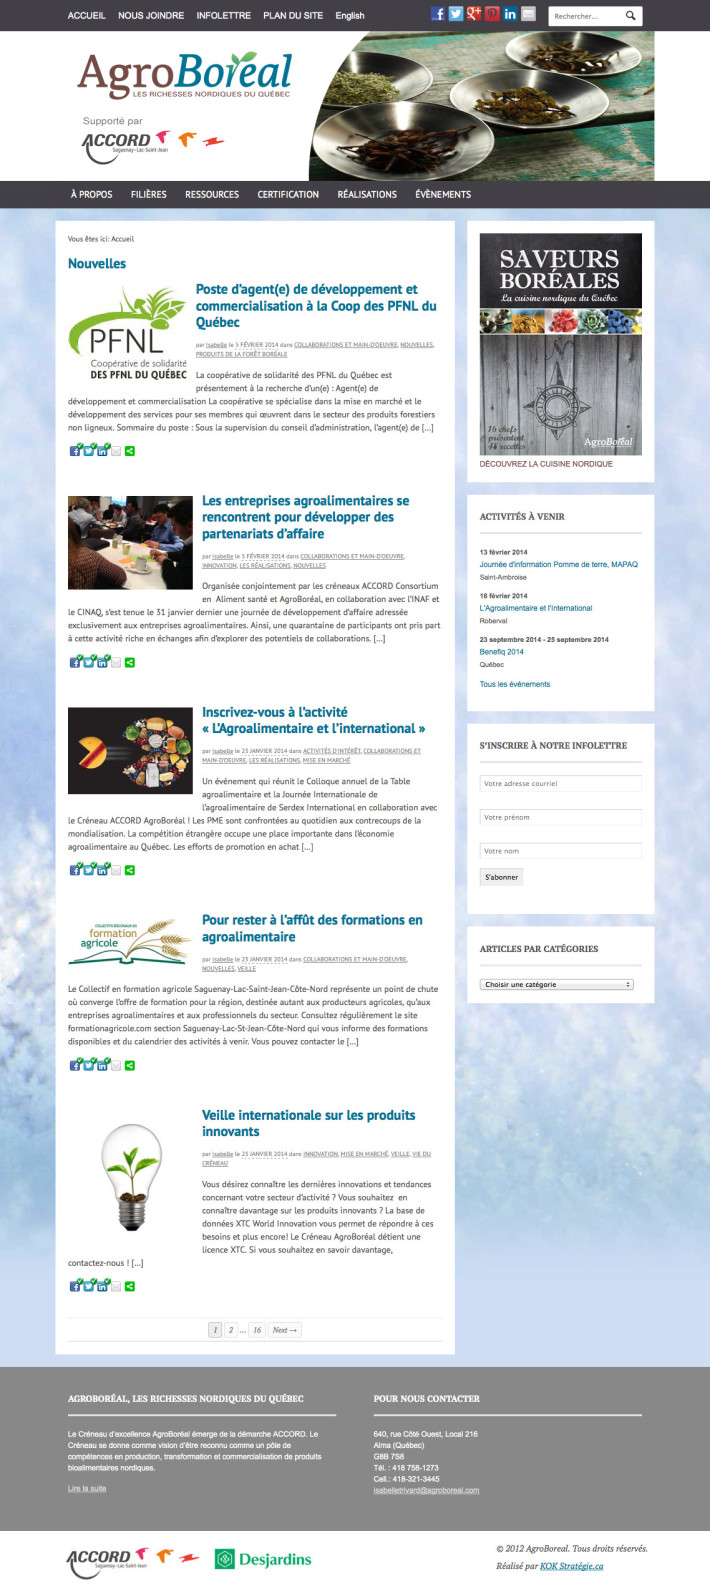 ACCUEIL NOUS JOINDRE INFOLETTRE PLAN DU SITE English
Rechercher...
AgroBoréal
LES RICHESSES NORDIQUES DU QUÉBEC
Supporté par
ACCORD
Saguenay–Lac-Saint-Jean
À PROPOS FILIÈRES RESSOURCES CERTIFICATION RÉALISATIONS ÉVÈNEMENTS
Vous êtes ici: Accueil
Nouvelles
PFNL
Coopérative de solidarité
DES PFNL DU QUÉBEC
Poste d'agent(e) de développement et
commercialisation à la Coop des PFNL du
Québec
par isabelle le 5 FÉVRIER 2014 dans COLLABORATIONS ET MAIN-D'OEUVRE, NOUVELLES,
PRODUITS DE LA FORÊT BORÉALE
La coopérative de solidarité des PFNL du Québec est
présentement à la recherche d'un(e) : Agent(e) de
développement et commercialisation La coopérative se spécialise dans la mise en marché et le
développement des services pour ses membres qui œuvrent dans le secteur des produits forestiers
non ligneux. Sommaire du poste : Sous la supervision du conseil d'administration, l'agent(e) de [...]
Les entreprises agroalimentaires se
rencontrent pour développer des
partenariats d'affaire
par isabelle le 5 FÉVRIER 2014 dans COLLABORATIONS ET MAIN-D'OEUVRE,
INNOVATION, LES RÉALISATIONS, NOUVELLES
Organisée conjointement par les créneaux ACCORD Consortium
en Aliment santé et AgroBoréal, en collaboration avec l'INAF et
le CINAQ, s'est tenue le 31 janvier dernier une journée de développement d'affaire adressée
exclusivement aux entreprises agroalimentaires. Ainsi, une quarantaine de participants ont pris part
à cette activité riche en échanges afin d'explorer des potentiels de collaborations. [...]
Inscrivez-vous à l'activité
« L'Agroalimentaire et l'international »
par isabelle le 23 JANVIER 2014 dans ACTIVITÉS D'INTÉRÊT, COLLABORATIONS ET
MAIN-D'OEUVRE, LES RÉALISATIONS, MISE EN MARCHÉ
Un événement qui réunit le Colloque annuel de la Table
agroalimentaire et la Journée Internationale de
l'agroalimentaire de Serdex International en collaboration avec
le Créneau ACCORD AgroBoréal ! Les PME sont confrontées au quotidien aux contrecoups de la
mondialisation. La compétition étrangère occupe une place importante dans l'économie
agroalimentaire au Québec. Les efforts de promotion en achat [...]
COLLECTIFS RÉGIONAUX EN
formation
agricole
Pour rester à l'affût des formations en
agroalimentaire
par isabelle le 23 JANVIER 2014 dans COLLABORATIONS ET MAIN-D'OEUVRE,
NOUVELLES, VEILLE
Le Collectif en formation agricole Saguenay-Lac-Saint-Jean-Côte-Nord représente un point de chute
où converge l'offre de formation pour la région, destinée autant aux producteurs agricoles, qu'aux
entreprises agroalimentaires et aux professionnels du secteur. Consultez régulièrement le site
formationagricole.com section Saguenay-Lac-St-Jean-Côte-Nord qui vous informe des formations
disponibles et du calendrier des activités à venir. Vous pouvez contacter le [...]
Veille internationale sur les produits
innovants
par isabelle le 23 JANVIER 2014 dans INNOVATION, MISE EN MARCHÉ, VEILLE, VIE DU
CRÉNEAU
Vous désirez connaître les dernières innovations et tendances
concernant votre secteur d'activité ? Vous souhaitez en
connaître davantage sur les produits innovants ? La base de
données XTC World Innovation vous permet de répondre à ces
besoins et plus encore! Le Créneau AgroBoréal détient une
licence XTC. Si vous souhaitez en savoir davantage,
contactez-nous ! [...]
1 2 ... 16 Next →
SAVEURS
BORÉALES
La cuisine nordique du Québec
16 chefs
présentent
44 recettes
AgroBoréal
DÉCOUVREZ LA CUISINE NORDIQUE
ACTIVITÉS À VENIR
13 février 2014
Journée d'information Pomme de terre, MAPAQ
Saint-Ambroise
18 février 2014
L'Agroalimentaire et l'International
Roberval
23 septembre 2014 - 25 septembre 2014
Benefiq 2014
Québec
Tous les événements
S'INSCRIRE À NOTRE INFOLETTRE
Votre adresse courriel
Votre prénom
Votre nom
S'abonner
ARTICLES PAR CATÉGORIES
Choisir une catégorie
AGROBORÉAL, LES RICHESSES NORDIQUES DU QUÉBEC
Le Créneau d'excellence AgroBoréal émerge de la démarche ACCORD. Le
Créneau se donne comme vision d'être reconnu comme un pôle de
compétences en production, transformation et commercialisation de produits
bioalimentaires nordiques.
Lire la suite
POUR NOUS CONTACTER
640, rue Côté Ouest, Local 216
Alma (Québec)
G8B 7S8
Tél. : 418 758-1273
Cell.: 418-321-3445
isabelletrivard@agroboreal.com
ACCORD
Saguenay–Lac-Saint-Jean
Desjardins
© 2012 AgroBoreal. Tous droits réservés.
Réalisé par KOK Stratégie.ca